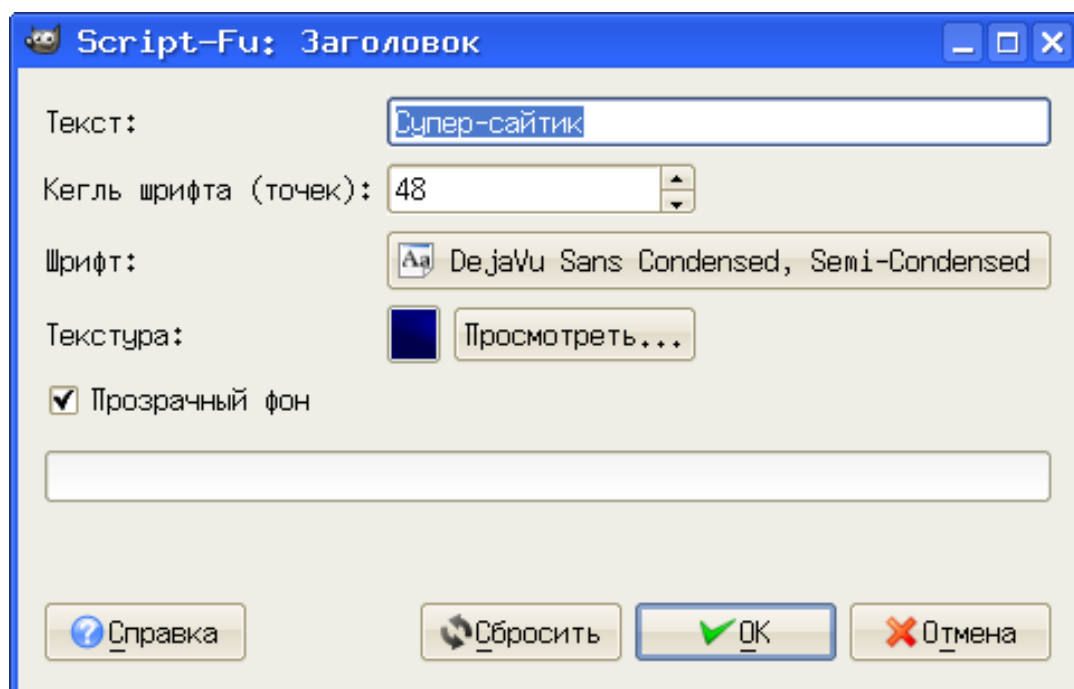 Script-Fu: Заголовок
Текст: Супер-сайтик
Кегль шрифта (точек): 48
Шрифт: Aa DejaVu Sans Condensed, Semi-Condensed
Текстура: Просмотреть...
Прозрачный фон
Справка Сбросить OK Отмена